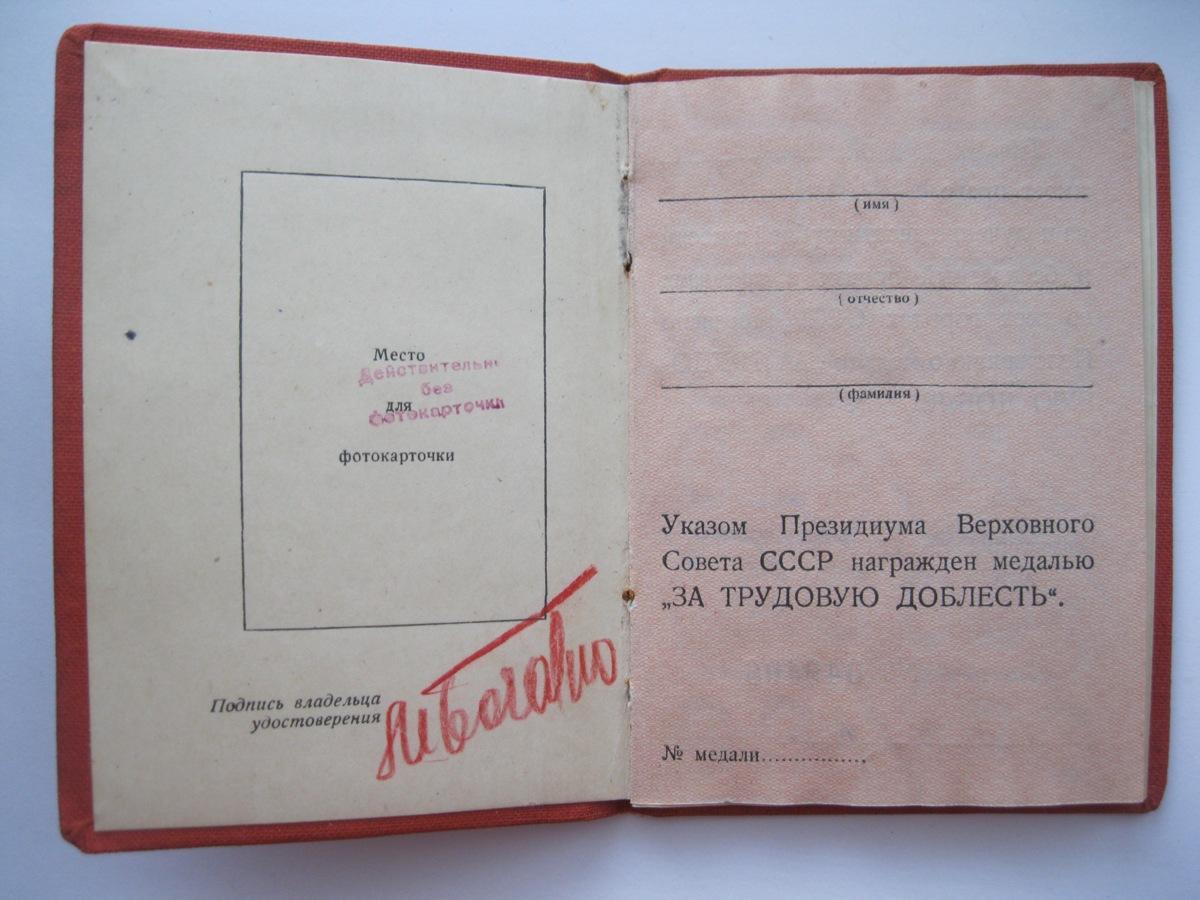 Место
Действительн
без
для
фотокарточки
фотокарточки
Подпись владельца
удостоверения
(имя)
(отчество)
(фамилия)
Указом Президиума Верховного
Совета СССР награжден медалью
„ЗА ТРУДОВУЮ ДОБЛЕСТЬ“.
№ медали................